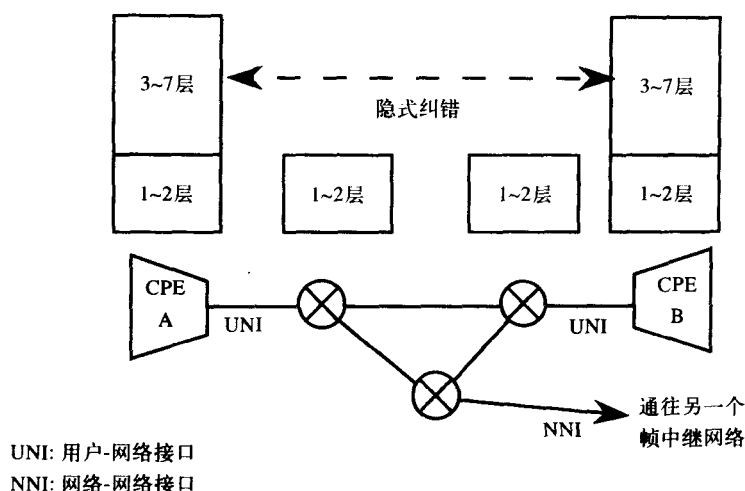 3~7层
3~7层
隐式纠错
1~2层
1~2层
1~2层
1~2层
CPE
A
UNI
UNI
CPE
B
NNI
通往另一个
帧中继网络
UNI: 用户-网络接口
NNI: 网络-网络接口